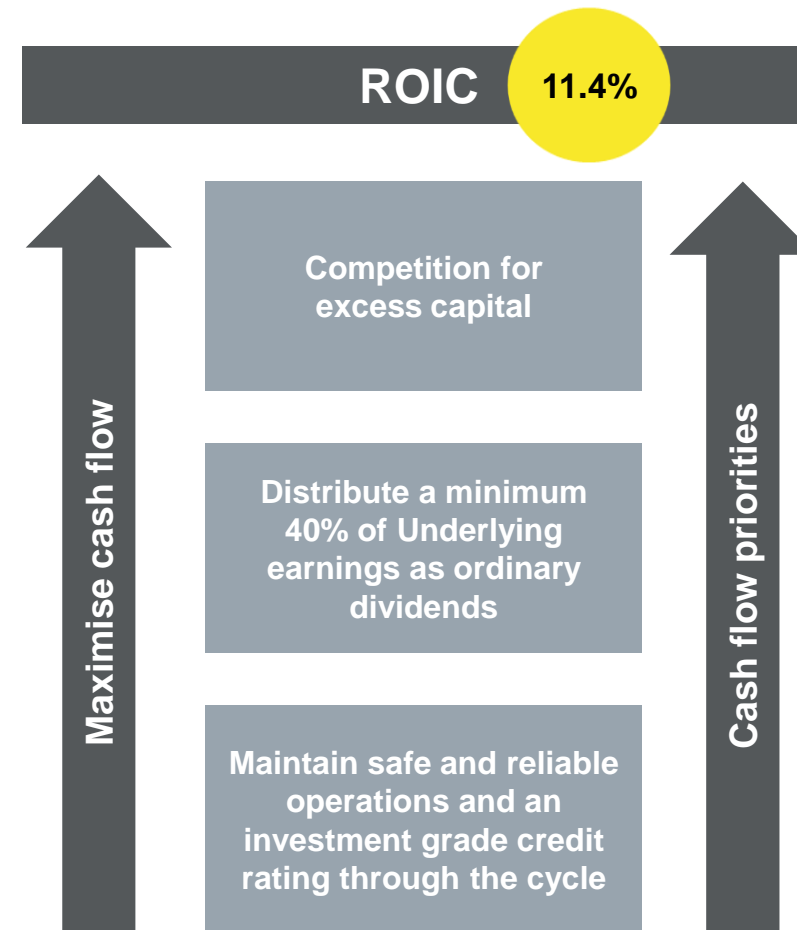 ROIC 11.4%
Competition for
excess capital
Distribute a minimum
40% of Underlying
earnings as ordinary
dividends
Maintain safe and reliable
operations and an
investment grade credit
rating through the cycle
Maximise cash flow
Cash flow priorities